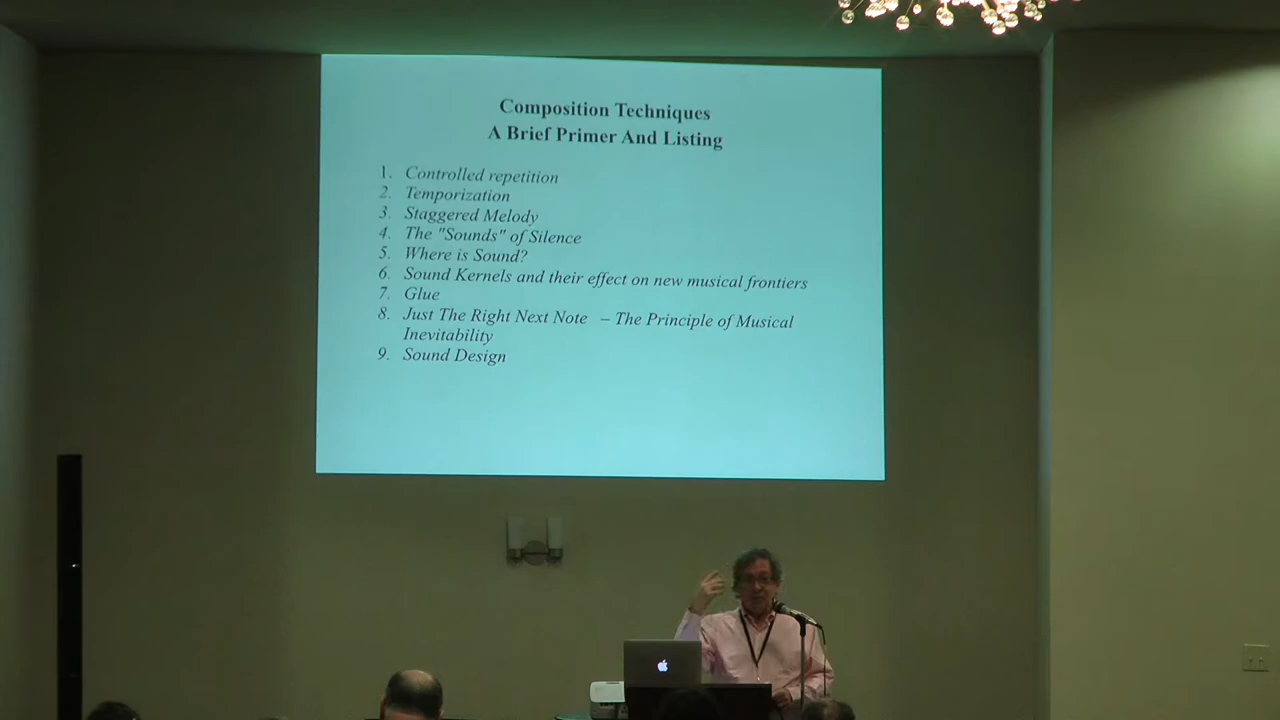 Composition Techniques
A Brief Primer And Listing
1. Controlled repetition
2. Temporization
3. Staggered Melody
4. The "Sounds" of Silence
5. Where is Sound?
6. Sound Kernels and their effect on new musical frontiers
7. Glue
8. Just The Right Next Note – The Principle of Musical
Inevitability
9. Sound Design